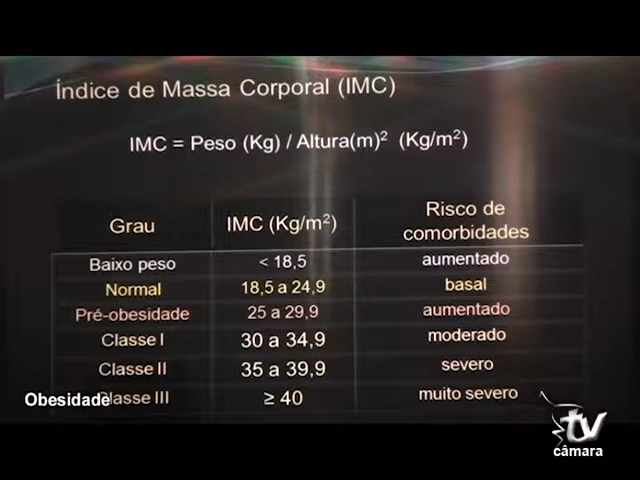 Índice de Massa Corporal (IMC)
IMC = Peso (Kg) / Altura(m)² (Kg/m²)
Grau IMC (Kg/m²) Risco de comorbidades
Baixo peso < 18,5 aumentado
Normal 18,5 a 24,9 basal
Pré-obesidade 25 a 29,9 aumentado
Classe I 30 a 34,9 moderado
Classe II 35 a 39,9 severo
Classe III ≥ 40 muito severo
Obesidade
tv
câmara